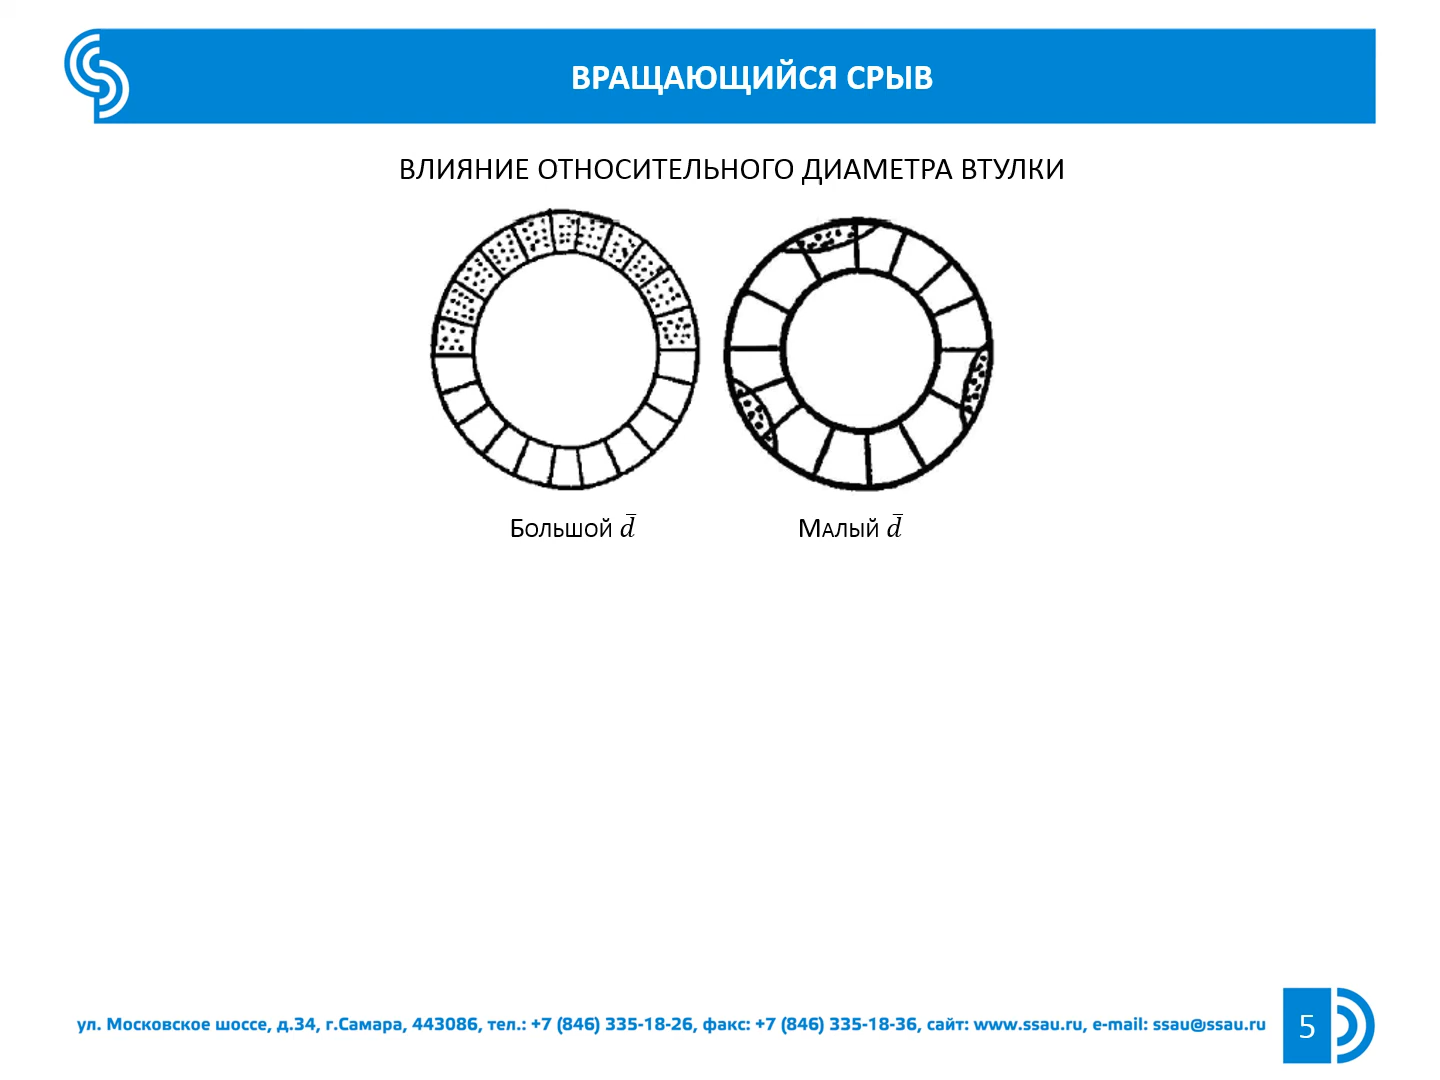 ВРАЩАЮЩИЙСЯ СРЫВ
ВЛИЯНИЕ ОТНОСИТЕЛЬНОГО ДИАМЕТРА ВТУЛКИ
Большой d̄
Малый d̄
ул. Московское шоссе, д.34, г.Самара, 443086, тел.: +7 (846) 335-18-26, факс: +7 (846) 335-18-36, сайт: www.ssau.ru, e-mail: ssau@ssau.ru
5